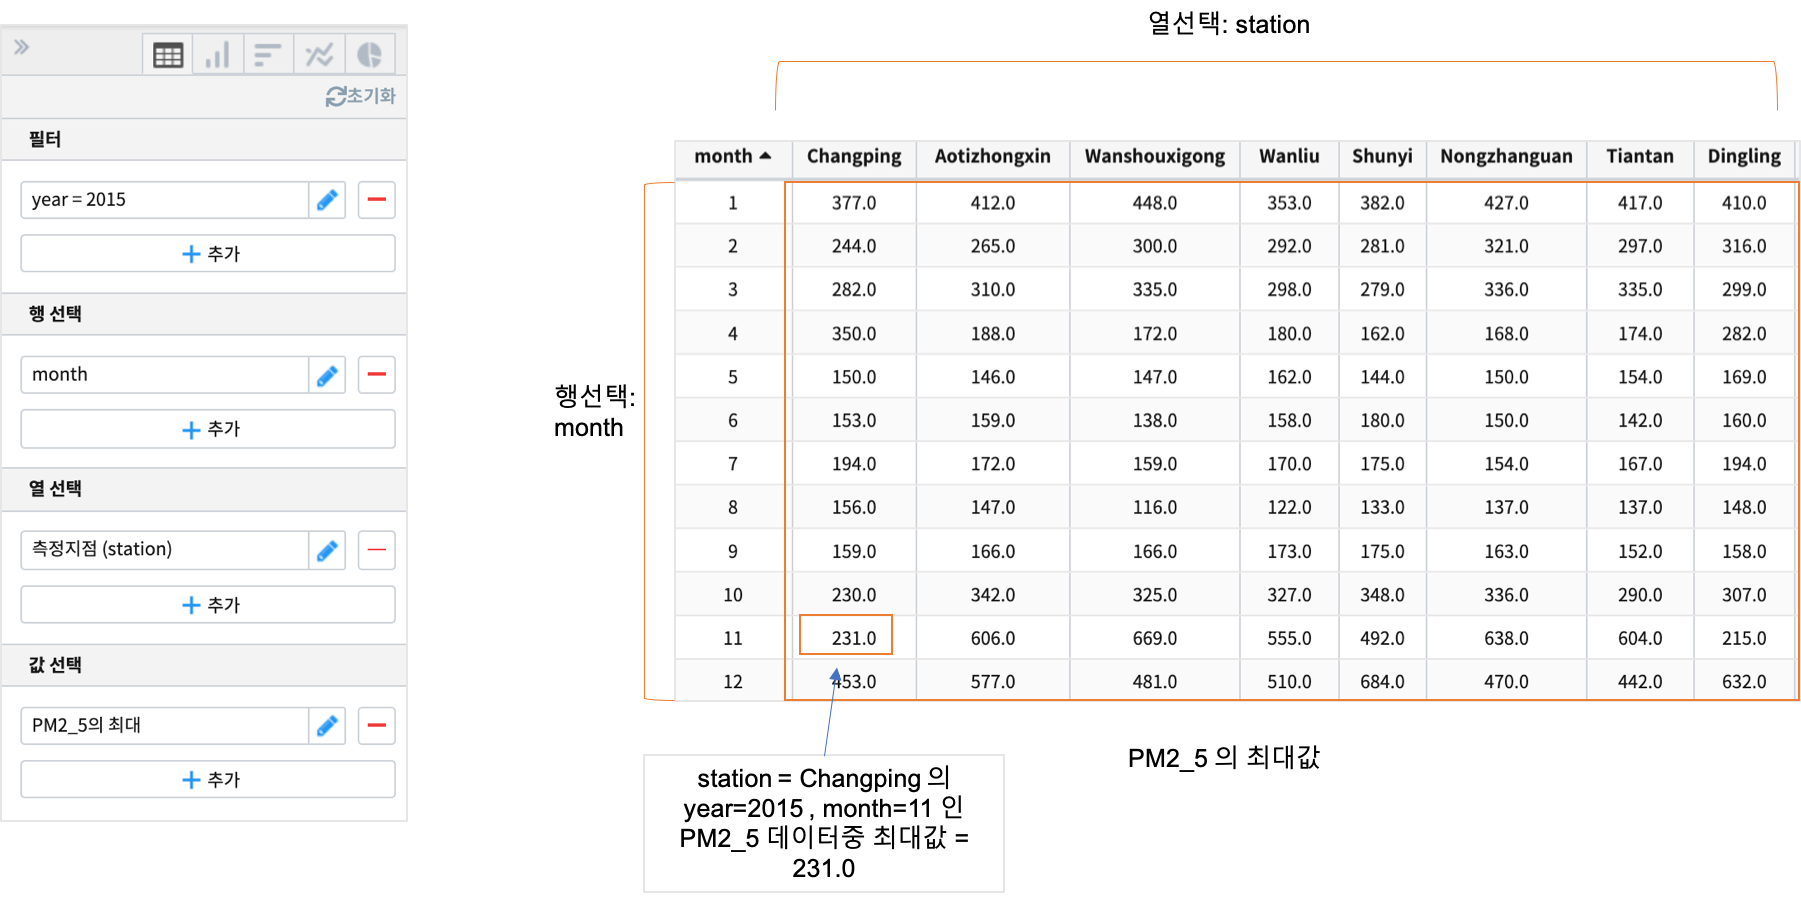 초기화
필터
year = 2015
추가
행 선택
month
추가
열 선택
측정지점 (station)
추가
값 선택
PM2_5의 최대
추가
열선택: station
행선택:
month
month Changping Aotizhongxin Wanshouxigong Wanliu Shunyi Nongzhanguan Tiantan Dingling
1 377.0 412.0 448.0 353.0 382.0 427.0 417.0 410.0
2 244.0 265.0 300.0 292.0 281.0 321.0 297.0 316.0
3 282.0 310.0 335.0 298.0 279.0 336.0 335.0 299.0
4 350.0 188.0 172.0 180.0 162.0 168.0 174.0 282.0
5 150.0 146.0 147.0 162.0 144.0 150.0 154.0 169.0
6 153.0 159.0 138.0 158.0 180.0 150.0 142.0 160.0
7 194.0 172.0 159.0 170.0 175.0 154.0 167.0 194.0
8 156.0 147.0 116.0 122.0 133.0 137.0 137.0 148.0
9 159.0 166.0 166.0 173.0 175.0 163.0 152.0 158.0
10 230.0 342.0 325.0 327.0 348.0 336.0 290.0 307.0
11 231.0 606.0 669.0 555.0 492.0 638.0 604.0 215.0
12 453.0 577.0 481.0 510.0 684.0 470.0 442.0 632.0
PM2_5 의 최대값
station = Changping 의
year=2015 , month=11 인
PM2_5 데이터중 최대값 =
231.0